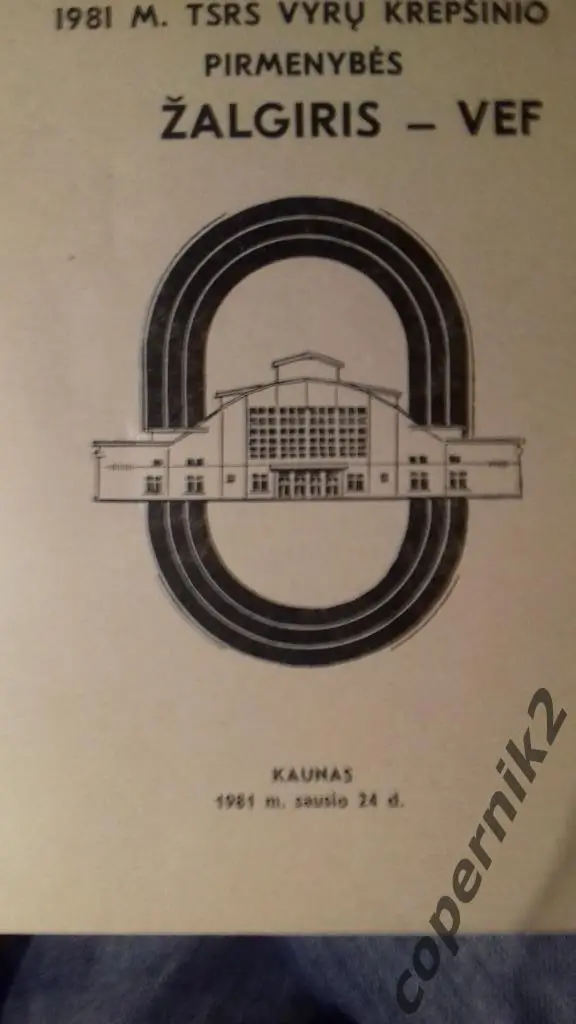 1981 M. TSRS VYRŲ KREPŠINIO
PIRMENYBĖS
ŽALGIRIS – VEF
KAUNAS
1981 m. sausio 24 d.
copernik2